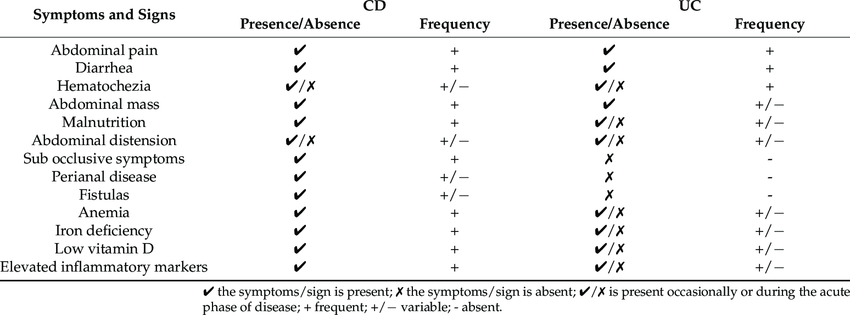 Symptoms and Signs CD UC
Presence/Absence Frequency Presence/Absence Frequency
Abdominal pain ✔ + ✔ +
Diarrhea ✔ + ✔ +
Hematochezia ✔/✗ +/− ✔/✗ +
Abdominal mass ✔ + ✔ +/−
Malnutrition ✔ + ✔/✗ +/−
Abdominal distension ✔/✗ +/− ✔/✗ +/−
Sub occlusive symptoms ✔ + ✗ -
Perianal disease ✔ +/− ✗ -
Fistulas ✔ +/− ✗ -
Anemia ✔ + ✔/✗ +/−
Iron deficiency ✔ + ✔/✗ +/−
Low vitamin D ✔ + ✔/✗ +/−
Elevated inflammatory markers ✔ + ✔/✗ +/−
✔ the symptoms/sign is present; ✗ the symptoms/sign is absent; ✔/✗ is present occasionally or during the acute
phase of disease; + frequent; +/− variable; - absent.